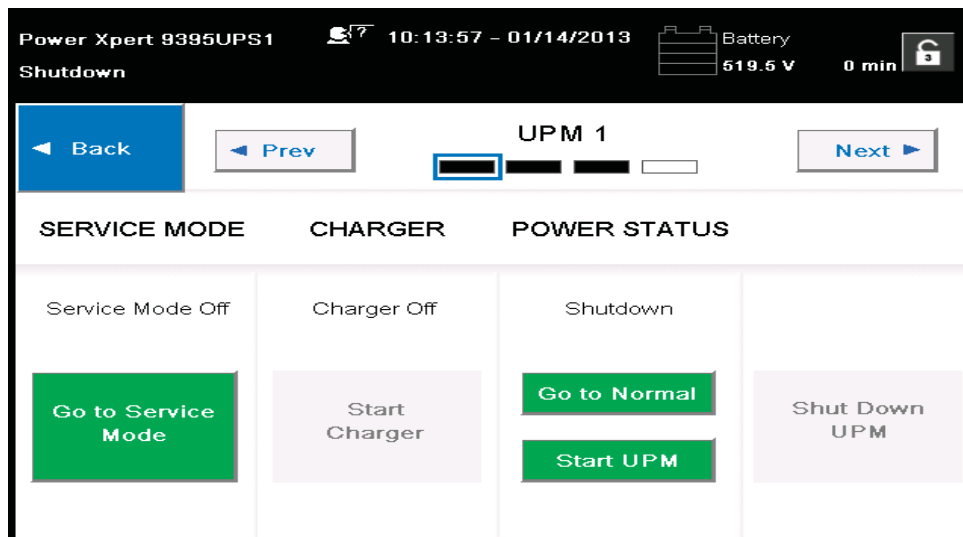 Power Xpert 9395UPS1 ? 10:13:57 - 01/14/2013 Battery
Shutdown 519.5 V 0 min 3
◄ Back ◄ Prev UPM 1 Next ►
SERVICE MODE CHARGER POWER STATUS
Service Mode Off Charger Off Shutdown
Go to Normal
Go to Service Start Shut Down
Mode Charger UPM
Start UPM